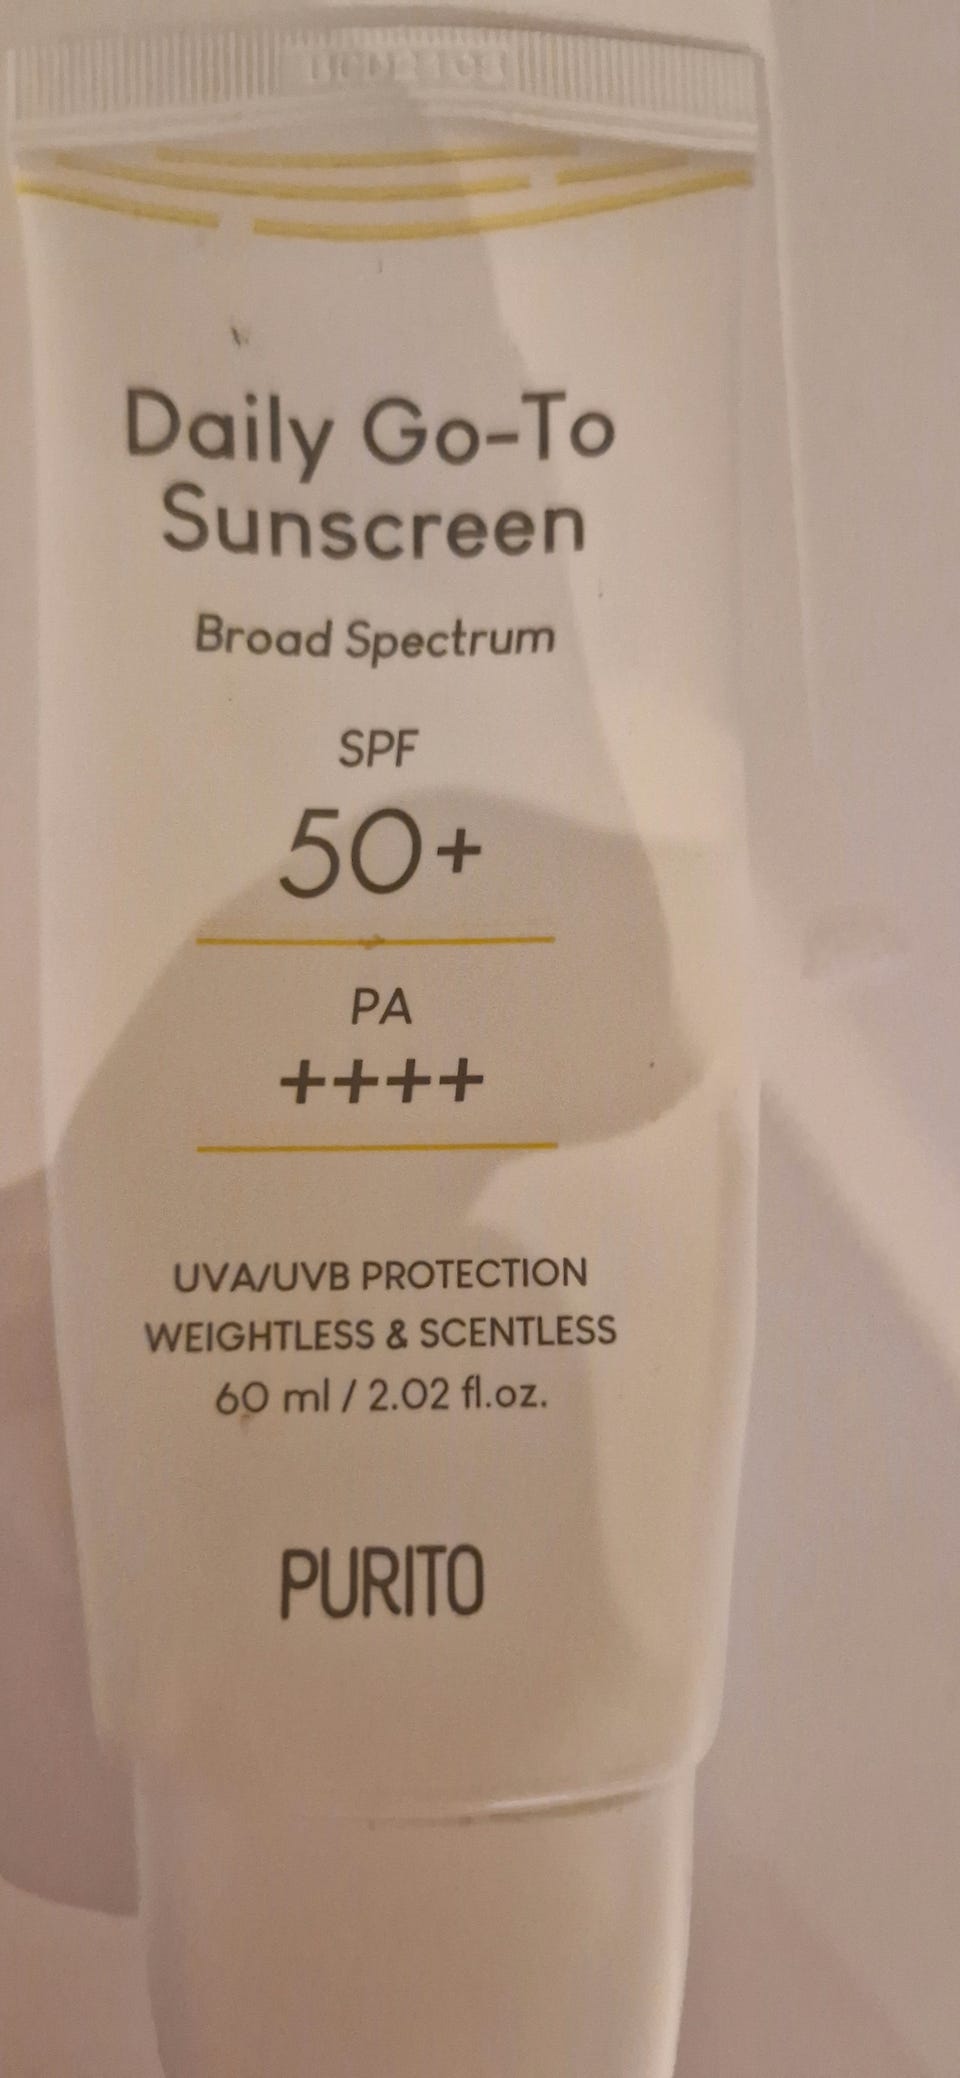 Daily Go-To
Sunscreen
Broad Spectrum
SPF
50+
PA
++++
UVA/UVB PROTECTION
WEIGHTLESS & SCENTLESS
60 ml / 2.02 fl.oz.
PURITO